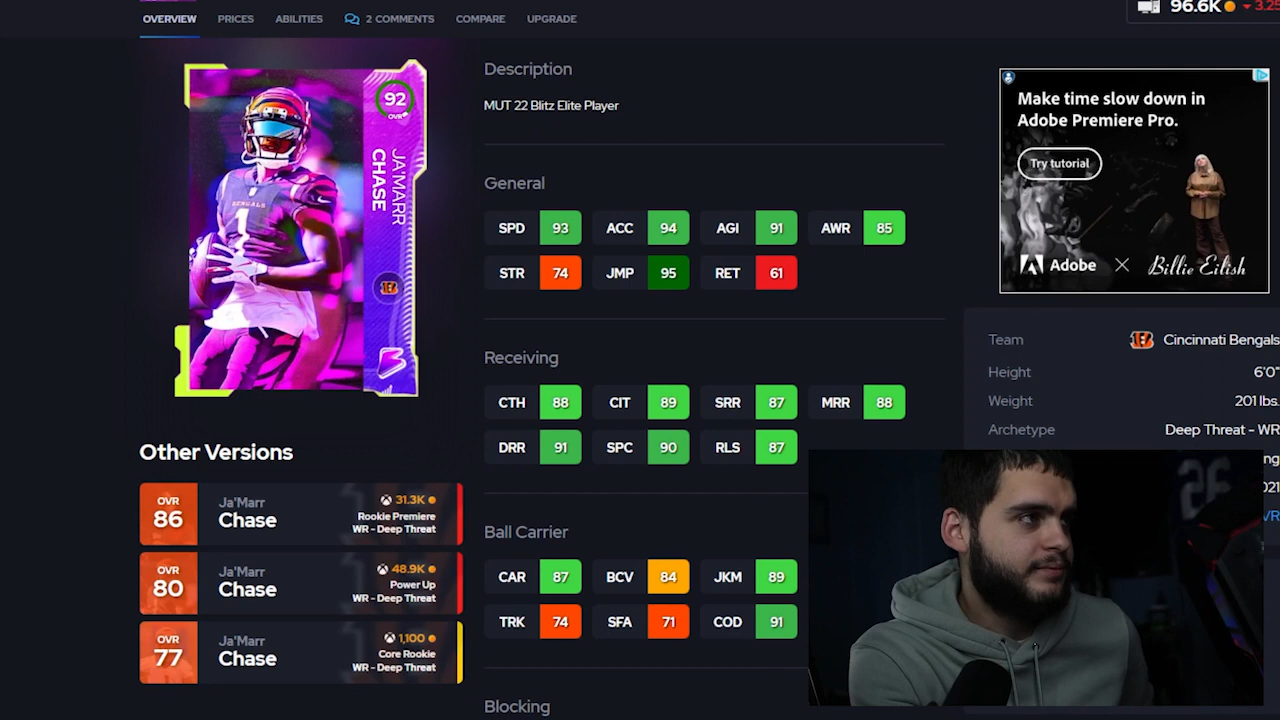 OVERVIEW
PRICES
ABILITIES
2 COMMENTS
COMPARE
UPGRADE
96.6K
3.25
92
OVR
JA'MARR
CHASE
BENGALS
1
Description
MUT 22 Blitz Elite Player
General
SPD 93 ACC 94 AGI 91 AWR 85
STR 74 JMP 95 RET 61
Receiving
CTH 88 CIT 89 SRR 87 MRR 88
DRR 91 SPC 90 RLS 87
Ball Carrier
CAR 87 BCV 84 JKM 89
TRK 74 SFA 71 COD 91
Blocking
Other Versions
OVR
86
Ja'Marr
Chase
31.3K
Rookie Premiere
WR - Deep Threat
OVR
80
Ja'Marr
Chase
48.9K
Power Up
WR - Deep Threat
OVR
77
Ja'Marr
Chase
1,100
Core Rookie
WR - Deep Threat
Make time slow down in
Adobe Premiere Pro.
Try tutorial
Adobe X Billie Eilish
Team Cincinnati Bengals
Height 6'0"
Weight 201 lbs.
Archetype Deep Threat - WR
26